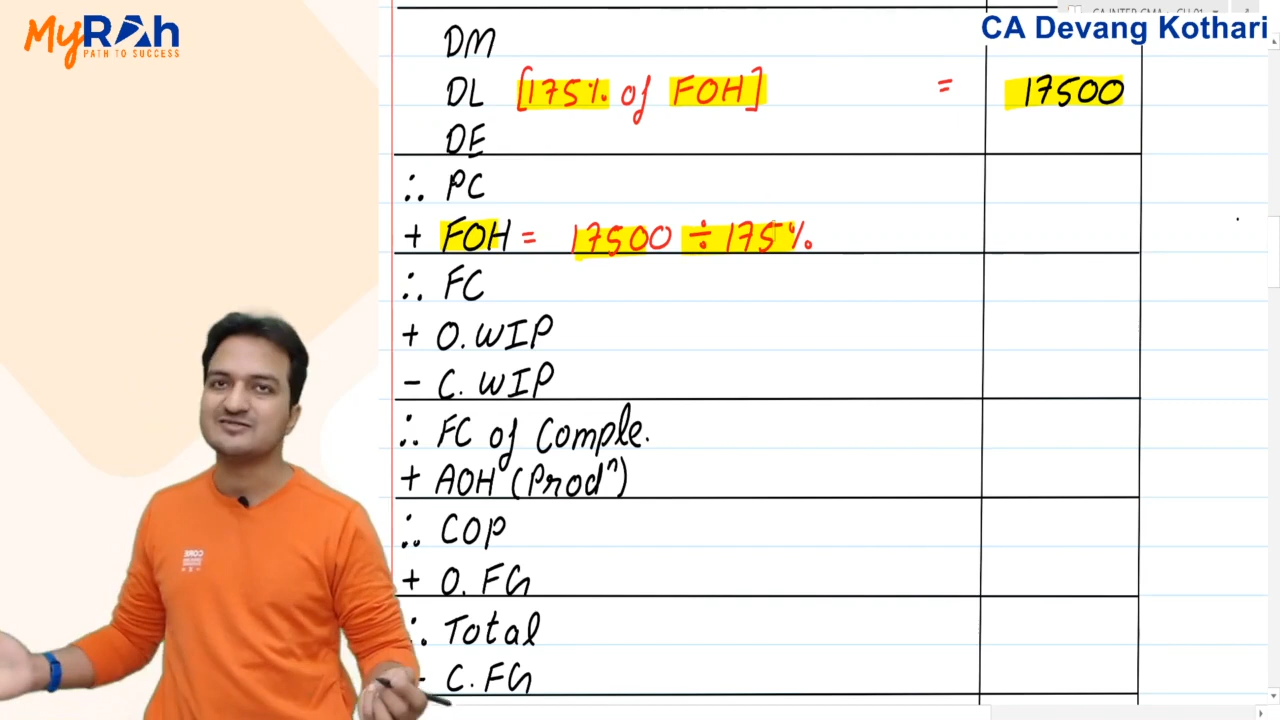 MyRAh
PATH TO SUCCESS
CA Devang Kothari
DM
DL [175% of FOH] = 17500
DE
∴ PC
+ FOH = 17500 ÷ 175%
∴ FC
+ O.WIP
- C.WIP
∴ FC of Comple.
+ AOH (Prodⁿ)
∴ COP
+ O.FG
∴ Total
- C.FG
CORE